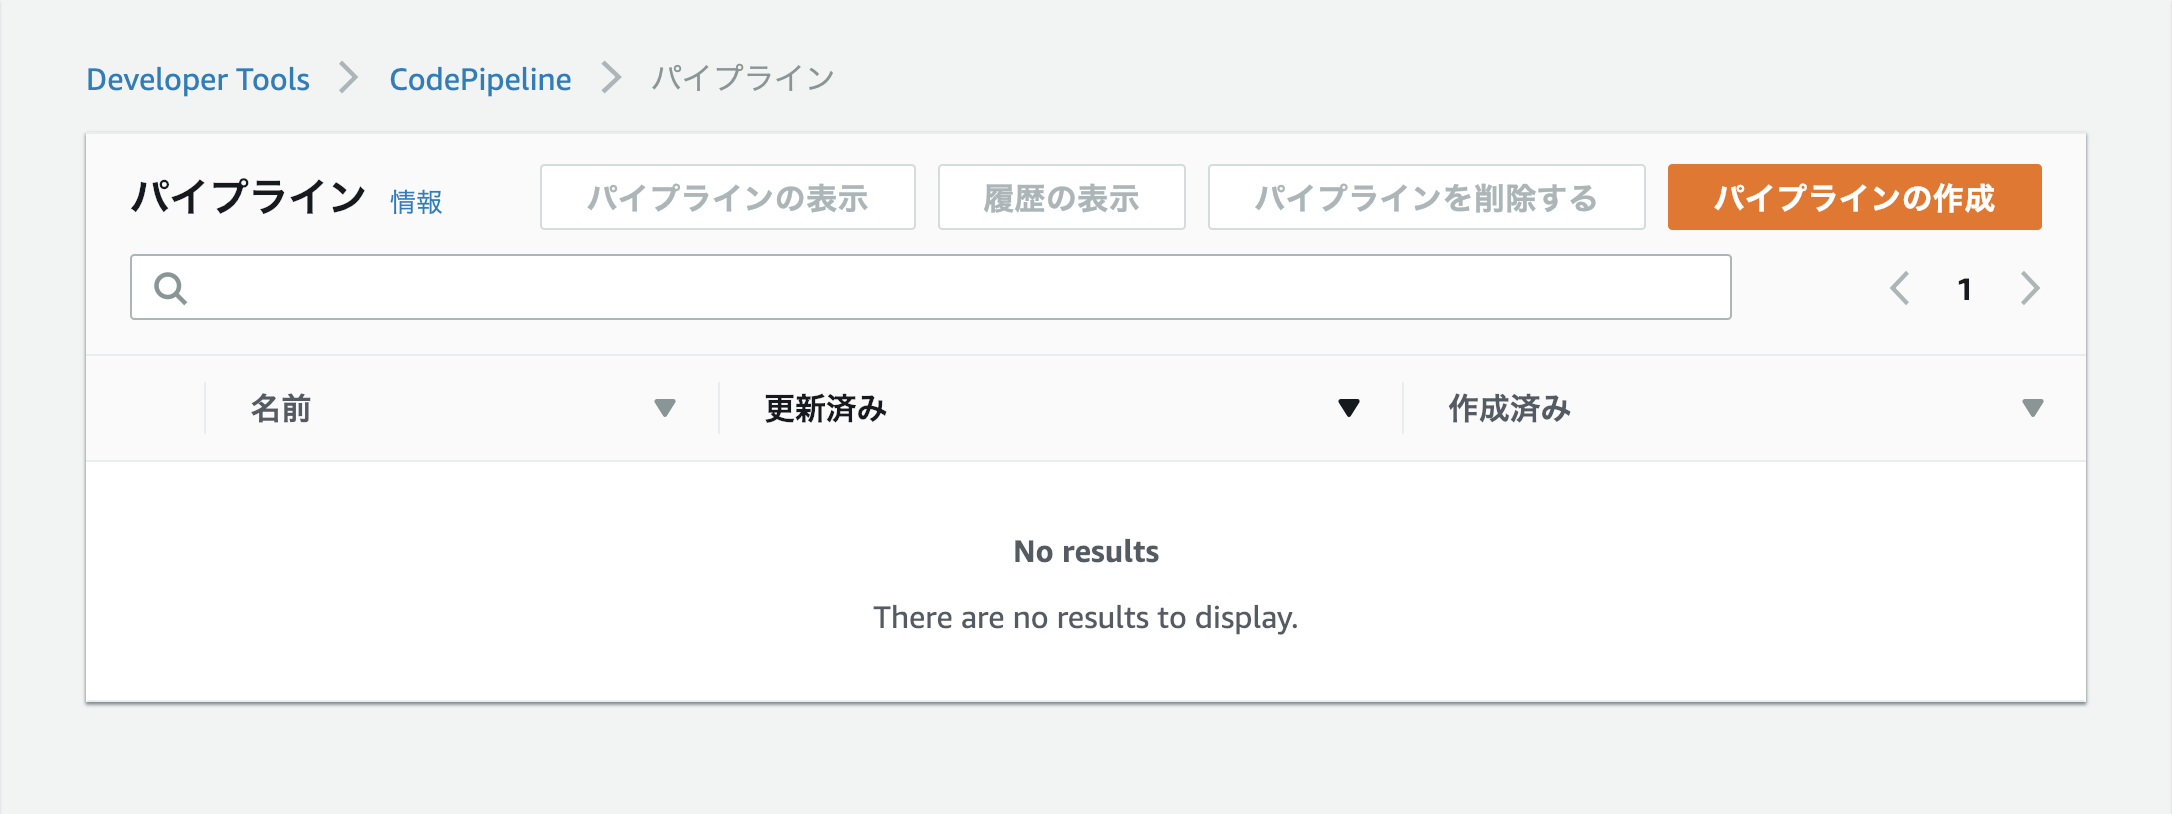 Developer Tools > CodePipeline > パイプライン
パイプライン 情報 パイプラインの表示 履歴の表示 パイプラインを削除する パイプラインの作成
1
名前 更新済み 作成済み
No results
There are no results to display.